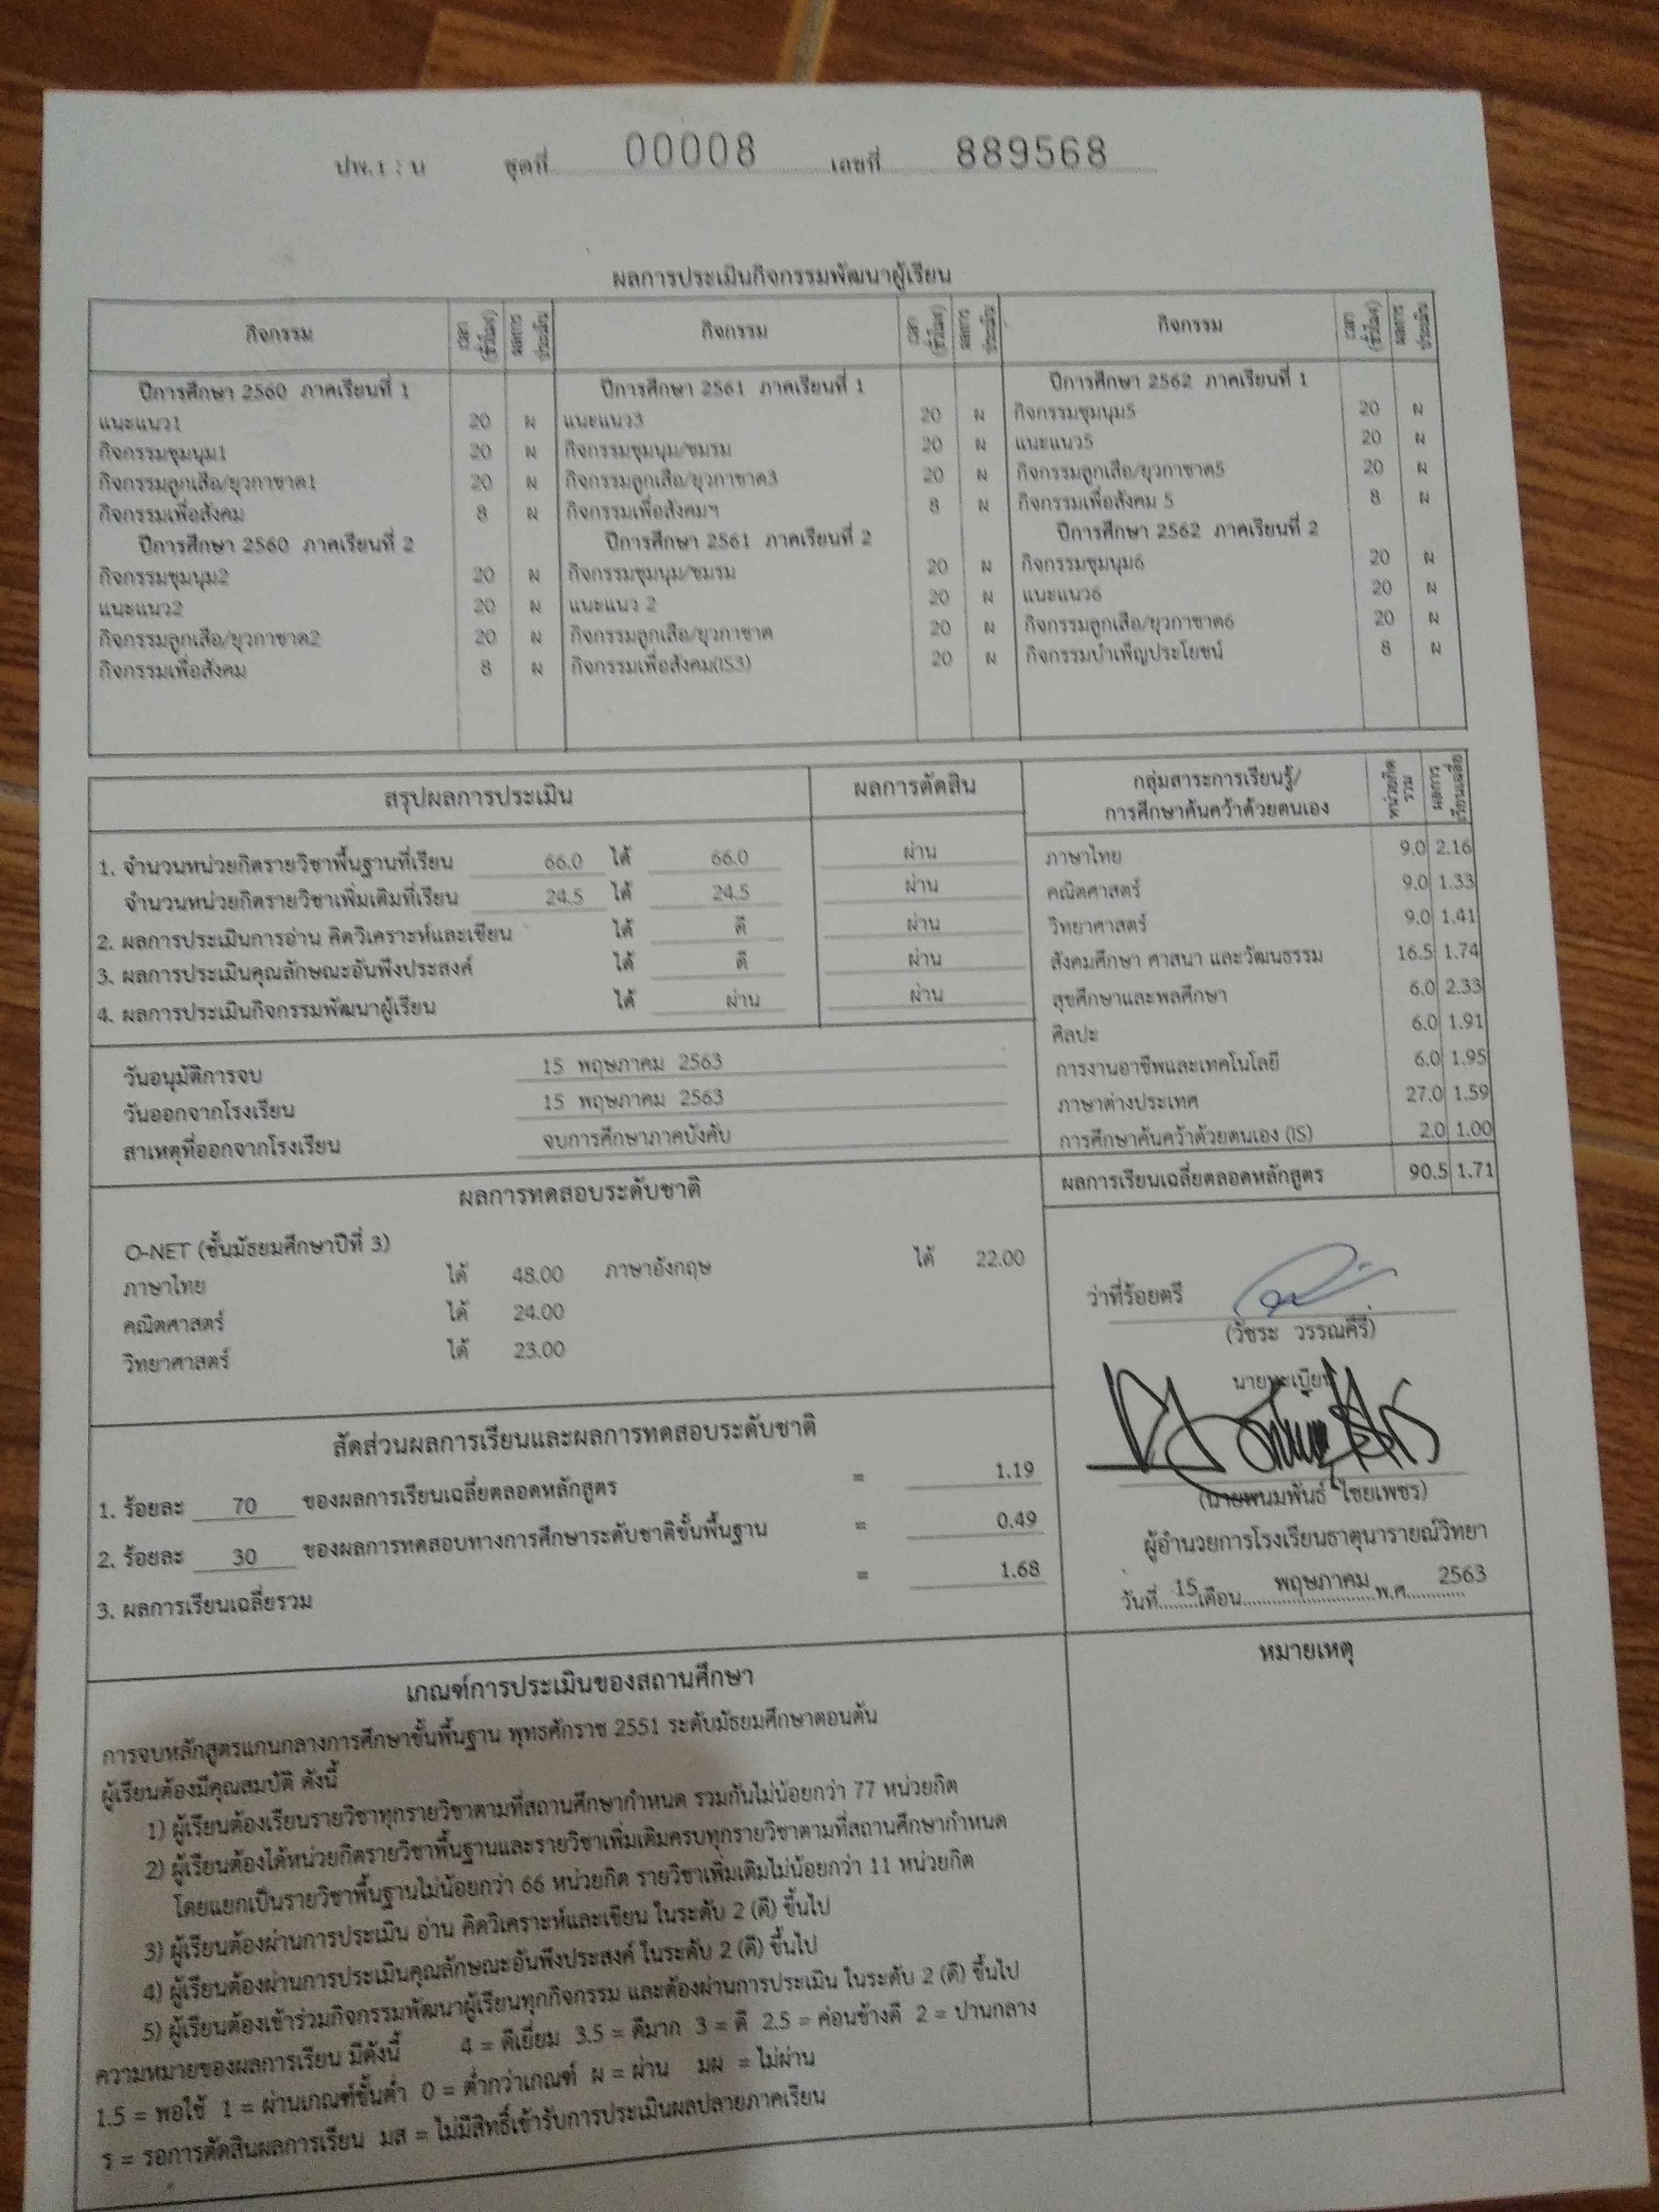 ปพ.1 : บ ชุดที่ 00008 เลขที่ 889568
ผลการประเมินกิจกรรมพัฒนาผู้เรียน
กิจกรรม เวลา (ชั่วโมง) ผลการประเมิน กิจกรรม เวลา (ชั่วโมง) ผลการประเมิน กิจกรรม เวลา (ชั่วโมง) ผลการประเมิน
ปีการศึกษา 2560 ภาคเรียนที่ 1
แนะแนว1 20 ผ
กิจกรรมชุมนุม1 20 ผ
กิจกรรมลูกเสือ/ยุวกาชาด1 20 ผ
กิจกรรมเพื่อสังคม 8 ผ
ปีการศึกษา 2560 ภาคเรียนที่ 2
กิจกรรมชุมนุม2 20 ผ
แนะแนว2 20 ผ
กิจกรรมลูกเสือ/ยุวกาชาด2 20 ผ
กิจกรรมเพื่อสังคม 8 ผ
ปีการศึกษา 2561 ภาคเรียนที่ 1
แนะแนว3 20 ผ
กิจกรรมชุมนุม/ชมรม 20 ผ
กิจกรรมลูกเสือ/ยุวกาชาด3 20 ผ
กิจกรรมเพื่อสังคมฯ 8 ผ
ปีการศึกษา 2561 ภาคเรียนที่ 2
กิจกรรมชุมนุม/ชมรม 20 ผ
แนะแนว 2 20 ผ
กิจกรรมลูกเสือ/ยุวกาชาด 20 ผ
กิจกรรมเพื่อสังคม(IS3) 20 ผ
ปีการศึกษา 2562 ภาคเรียนที่ 1
กิจกรรมชุมนุม5 20 ผ
แนะแนว5 20 ผ
กิจกรรมลูกเสือ/ยุวกาชาด5 20 ผ
กิจกรรมเพื่อสังคม 5 8 ผ
ปีการศึกษา 2562 ภาคเรียนที่ 2
กิจกรรมชุมนุม6 20 ผ
แนะแนว6 20 ผ
กิจกรรมลูกเสือ/ยุวกาชาด6 20 ผ
กิจกรรมบำเพ็ญประโยชน์ 8 ผ
สรุปผลการประเมิน ผลการตัดสิน
1. จำนวนหน่วยกิตรายวิชาพื้นฐานที่เรียน 66.0 ได้ 66.0 ผ่าน
จำนวนหน่วยกิตรายวิชาเพิ่มเติมที่เรียน 24.5 ได้ 24.5 ผ่าน
2. ผลการประเมินการอ่าน คิดวิเคราะห์และเขียน ได้ ดี ผ่าน
3. ผลการประเมินคุณลักษณะอันพึงประสงค์ ได้ ดี ผ่าน
4. ผลการประเมินกิจกรรมพัฒนาผู้เรียน ได้ ผ่าน ผ่าน
วันอนุมัติการจบ 15 พฤษภาคม 2563
วันออกจากโรงเรียน 15 พฤษภาคม 2563
สาเหตุที่ออกจากโรงเรียน จบการศึกษาภาคบังคับ
กลุ่มสาระการเรียนรู้/
การศึกษาค้นคว้าด้วยตนเอง หน่วยกิตรวม ผลการเรียนเฉลี่ย
ภาษาไทย 9.0 2.16
คณิตศาสตร์ 9.0 1.33
วิทยาศาสตร์ 9.0 1.41
สังคมศึกษา ศาสนา และวัฒนธรรม 16.5 1.74
สุขศึกษาและพลศึกษา 6.0 2.33
ศิลปะ 6.0 1.91
การงานอาชีพและเทคโนโลยี 6.0 1.95
ภาษาต่างประเทศ 27.0 1.59
การศึกษาค้นคว้าด้วยตนเอง (IS) 2.0 1.00
ผลการเรียนเฉลี่ยตลอดหลักสูตร 90.5 1.71
ผลการทดสอบระดับชาติ
O-NET (ชั้นมัธยมศึกษาปีที่ 3)
ภาษาไทย ได้ 48.00 ภาษาอังกฤษ ได้ 22.00
คณิตศาสตร์ ได้ 24.00
วิทยาศาสตร์ ได้ 23.00
สัดส่วนผลการเรียนและผลการทดสอบระดับชาติ
1. ร้อยละ 70 ของผลการเรียนเฉลี่ยตลอดหลักสูตร = 1.19
2. ร้อยละ 30 ของผลการทดสอบทางการศึกษาระดับชาติขั้นพื้นฐาน = 0.49
3. ผลการเรียนเฉลี่ยรวม = 1.68
ว่าที่ร้อยตรี
(วัชระ วรรณคีรี)
นายทะเบียน
(นายพนมพันธ์ ไชยเพชร)
ผู้อำนวยการโรงเรียนธาตุนารายณ์วิทยา
วันที่ 15 เดือน พฤษภาคม พ.ศ. 2563
หมายเหตุ
เกณฑ์การประเมินของสถานศึกษา
การจบหลักสูตรแกนกลางการศึกษาขั้นพื้นฐาน พุทธศักราช 2551 ระดับมัธยมศึกษาตอนต้น
ผู้เรียนต้องมีคุณสมบัติ ดังนี้
1) ผู้เรียนต้องเรียนรายวิชาทุกรายวิชาตามที่สถานศึกษากำหนด รวมกันไม่น้อยกว่า 77 หน่วยกิต
2) ผู้เรียนต้องได้หน่วยกิตรายวิชาพื้นฐานและรายวิชาเพิ่มเติมครบทุกรายวิชาตามที่สถานศึกษากำหนด
โดยแยกเป็นรายวิชาพื้นฐานไม่น้อยกว่า 66 หน่วยกิต รายวิชาเพิ่มเติมไม่น้อยกว่า 11 หน่วยกิต
3) ผู้เรียนต้องผ่านการประเมิน อ่าน คิดวิเคราะห์และเขียน ในระดับ 2 (ดี) ขึ้นไป
4) ผู้เรียนต้องผ่านการประเมินคุณลักษณะอันพึงประสงค์ ในระดับ 2 (ดี) ขึ้นไป
5) ผู้เรียนต้องเข้าร่วมกิจกรรมพัฒนาผู้เรียนทุกกิจกรรม และต้องผ่านการประเมิน ในระดับ 2 (ดี) ขึ้นไป
ความหมายของผลการเรียน มีดังนี้ 4 = ดีเยี่ยม 3.5 = ดีมาก 3 = ดี 2.5 = ค่อนข้างดี 2 = ปานกลาง
1.5 = พอใช้ 1 = ผ่านเกณฑ์ขั้นต่ำ 0 = ต่ำกว่าเกณฑ์ ผ = ผ่าน มผ = ไม่ผ่าน
ร = รอการตัดสินผลการเรียน มส = ไม่มีสิทธิ์เข้ารับการประเมินผลปลายภาคเรียน